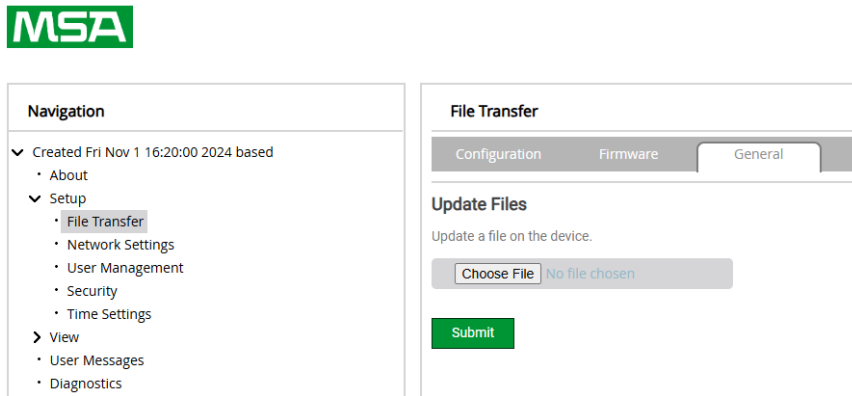 MSA
Navigation
Created Fri Nov 1 16:20:00 2024 based
About
Setup
File Transfer
Network Settings
User Management
Security
Time Settings
View
User Messages
Diagnostics
File Transfer
Configuration Firmware General
Update Files
Update a file on the device.
Choose File No file chosen
Submit